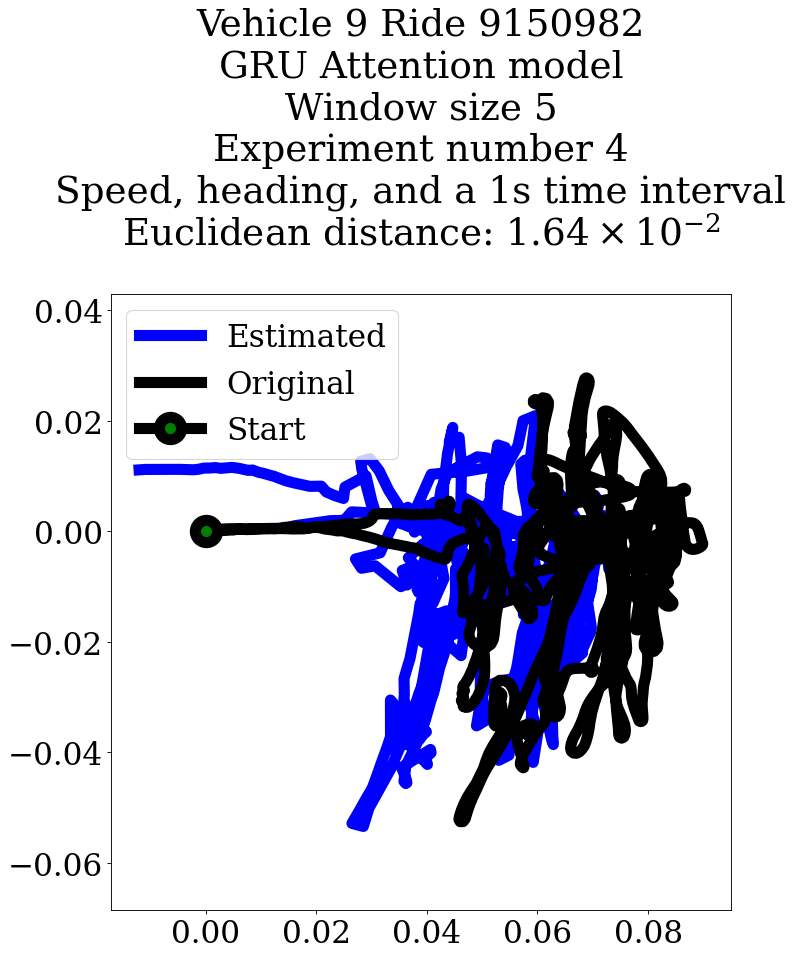 Vehicle 9 Ride 9150982
GRU Attention model
Window size 5
Experiment number 4
Speed, heading, and a 1s time interval
Euclidean distance: 1.64 × 10⁻²
Estimated
Original
Start
0.04
0.02
0.00
−0.02
−0.04
−0.06
0.00 0.02 0.04 0.06 0.08